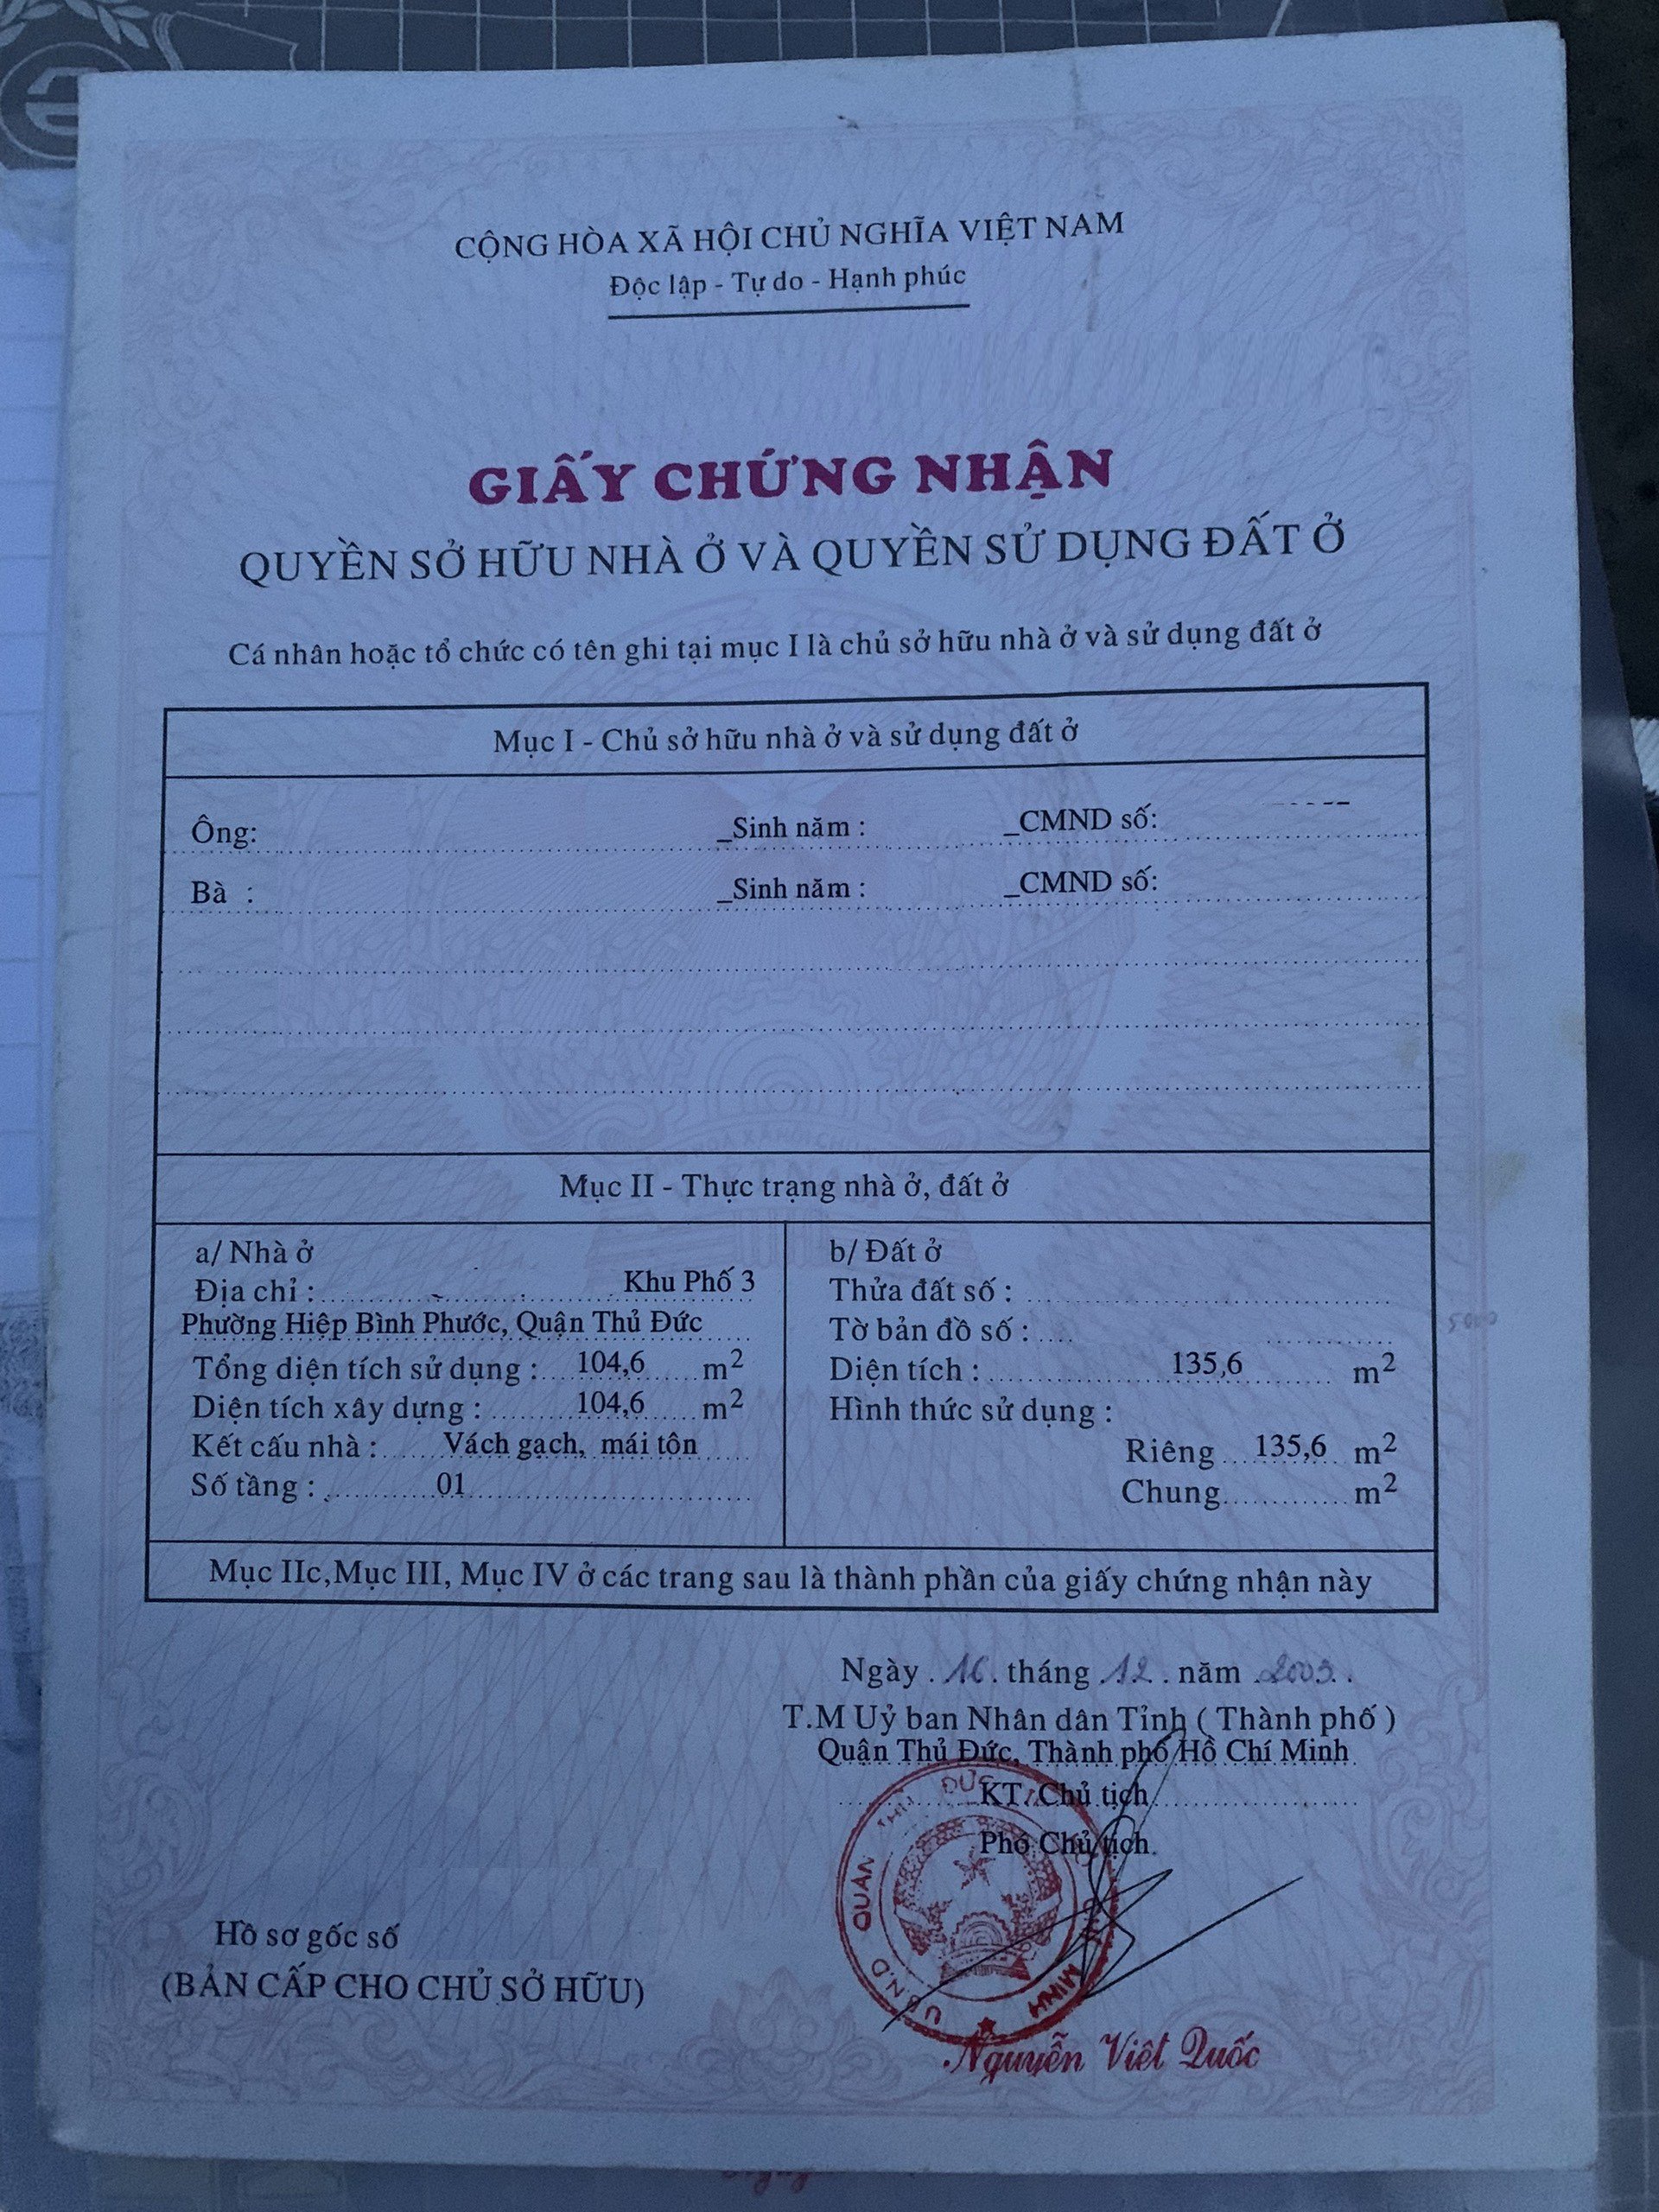 CỘNG HÒA XÃ HỘI CHỦ NGHĨA VIỆT NAM
Độc lập - Tự do - Hạnh phúc
GIẤY CHỨNG NHẬN
QUYỀN SỞ HỮU NHÀ Ở VÀ QUYỀN SỬ DỤNG ĐẤT Ở
Cá nhân hoặc tổ chức có tên ghi tại mục I là chủ sở hữu nhà ở và sử dụng đất ở
Mục I - Chủ sở hữu nhà ở và sử dụng đất ở
Ông: _Sinh năm : _CMND số:
Bà : _Sinh năm : _CMND số:
Mục II - Thực trạng nhà ở, đất ở
a/ Nhà ở
Địa chỉ : Khu Phố 3
Phường Hiệp Bình Phước, Quận Thủ Đức
Tổng diện tích sử dụng : 104,6 m2
Diện tích xây dựng : 104,6 m2
Kết cấu nhà : Vách gạch, mái tôn
Số tầng : 01
b/ Đất ở
Thửa đất số :
Tờ bản đồ số :
Diện tích : 135,6 m2
Hình thức sử dụng :
Riêng 135,6 m2
Chung m2
Mục IIc,Mục III, Mục IV ở các trang sau là thành phần của giấy chứng nhận này
Ngày 16 tháng 12 năm 2003
T.M Uỷ ban Nhân dân Tỉnh ( Thành phố )
Quận Thủ Đức, Thành phố Hồ Chí Minh
KT. Chủ tịch
Phó Chủ tịch
U.B.N.D QUẬN THỦ ĐỨC
MINH
Nguyễn Việt Quốc
Hồ sơ gốc số
(BẢN CẤP CHO CHỦ SỞ HỮU)